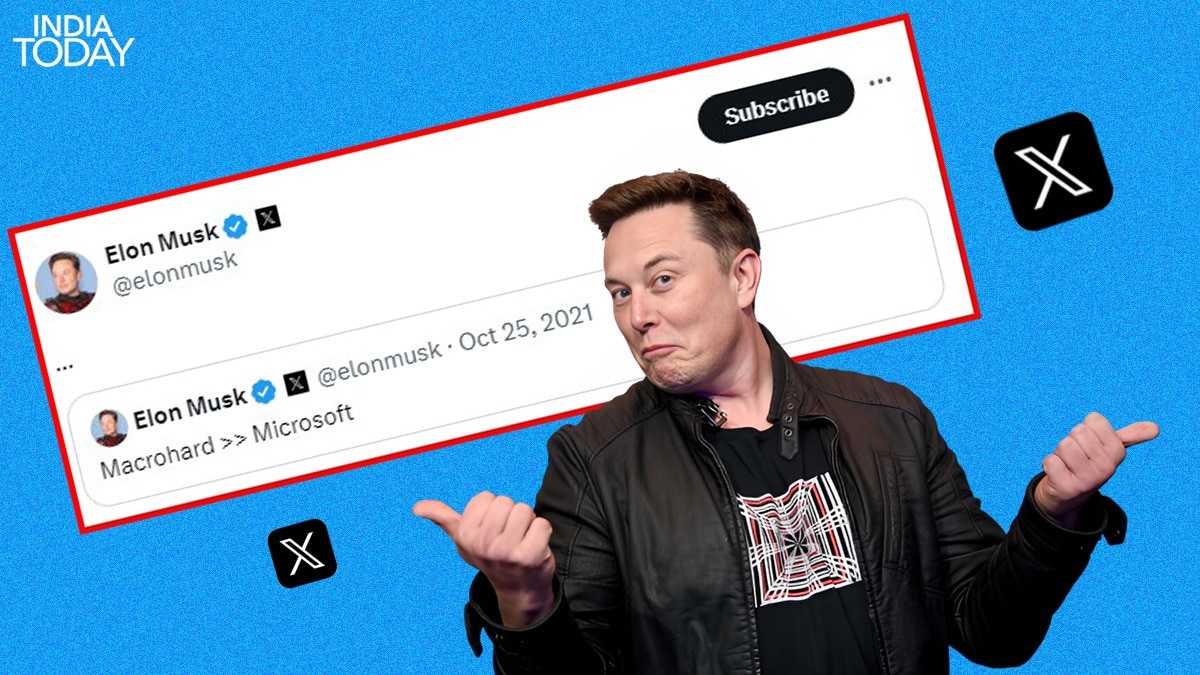 INDIA
TODAY
Subscribe
Elon Musk
@elonmusk
...
Elon Musk @elonmusk · Oct 25, 2021
Macrohard >> Microsoft